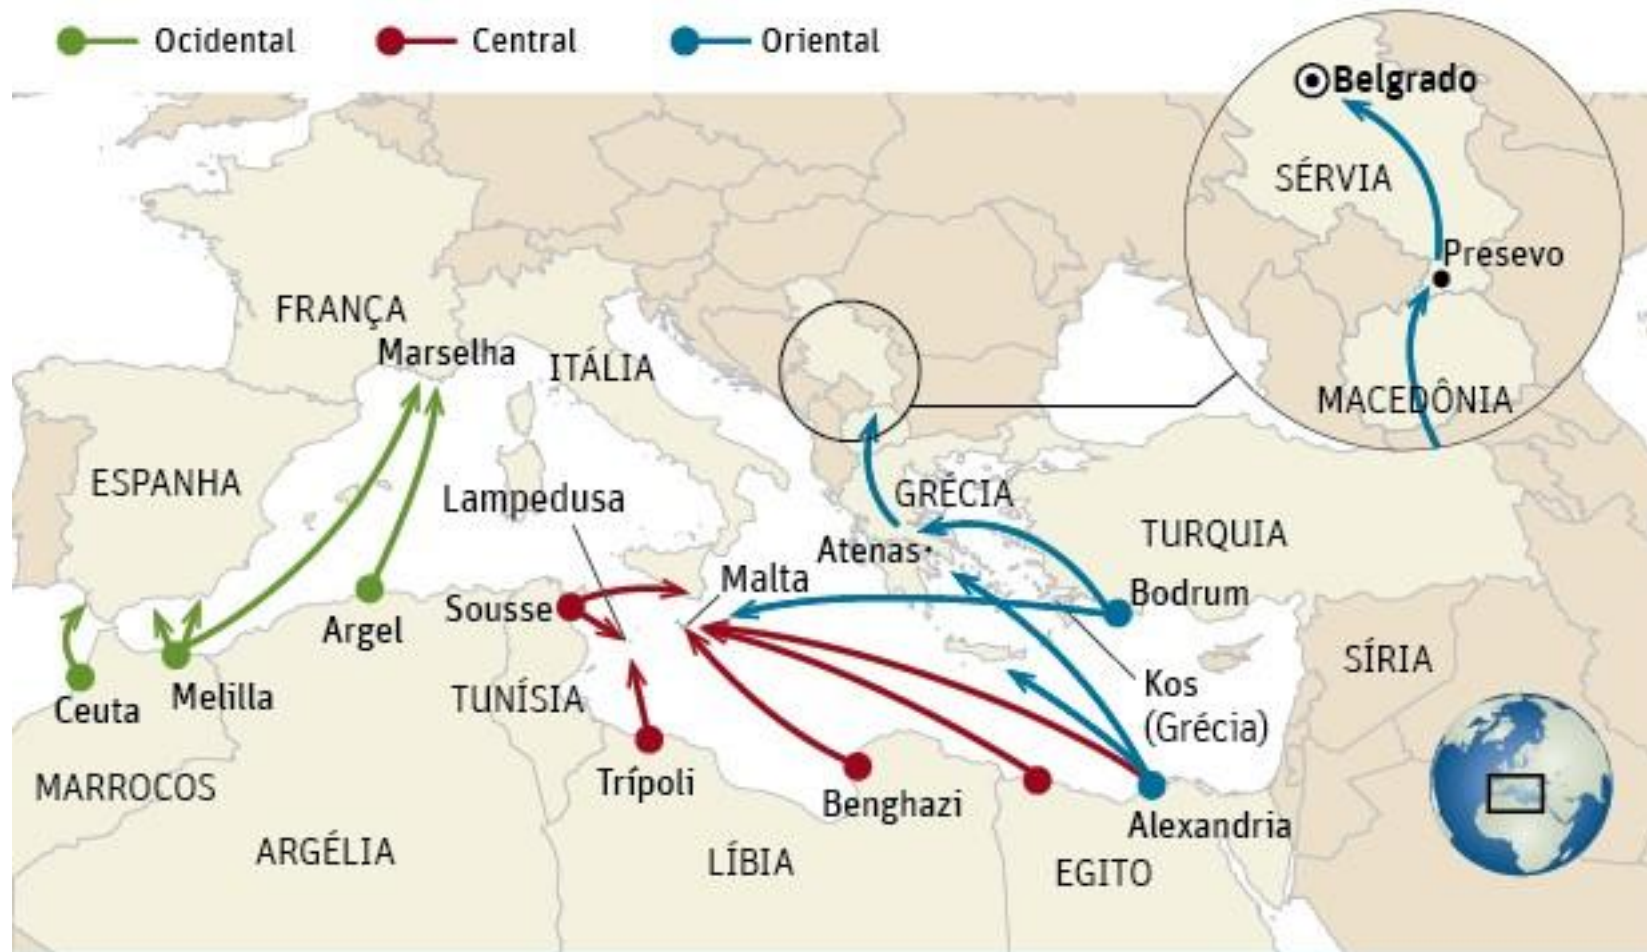 Ocidental
Central
Oriental
Belgrado
SÉRVIA
Presevo
MACEDÔNIA
FRANÇA
Marselha
ITÁLIA
ESPANHA
Lampedusa
GRÉCIA
TURQUIA
Atenas
Malta
Bodrum
Sousse
Argel
SÍRIA
Kos
(Grécia)
Ceuta
Melilla
TUNÍSIA
MARROCOS
Trípoli
Benghazi
Alexandria
ARGÉLIA
LÍBIA
EGITO